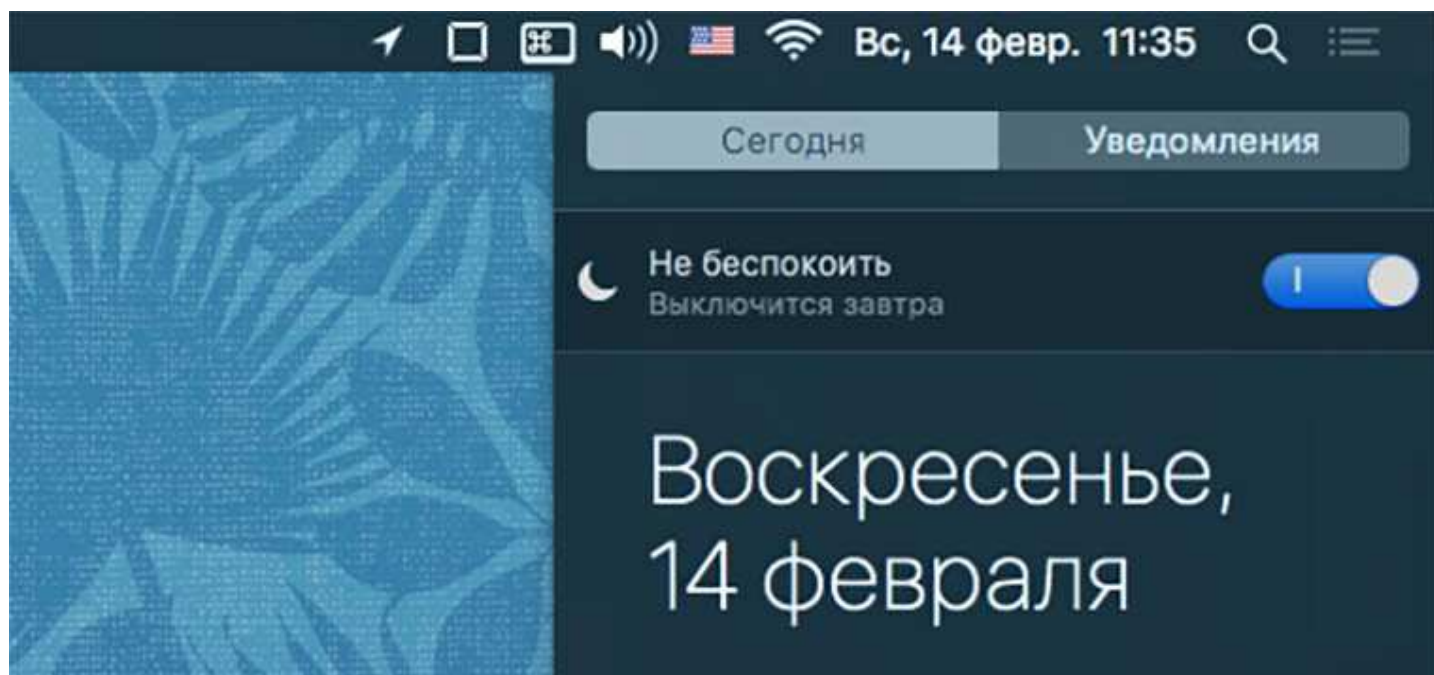 Вс, 14 февр. 11:35
Сегодня
Уведомления
Не беспокоить
Выключится завтра
Воскресенье,
14 февраля